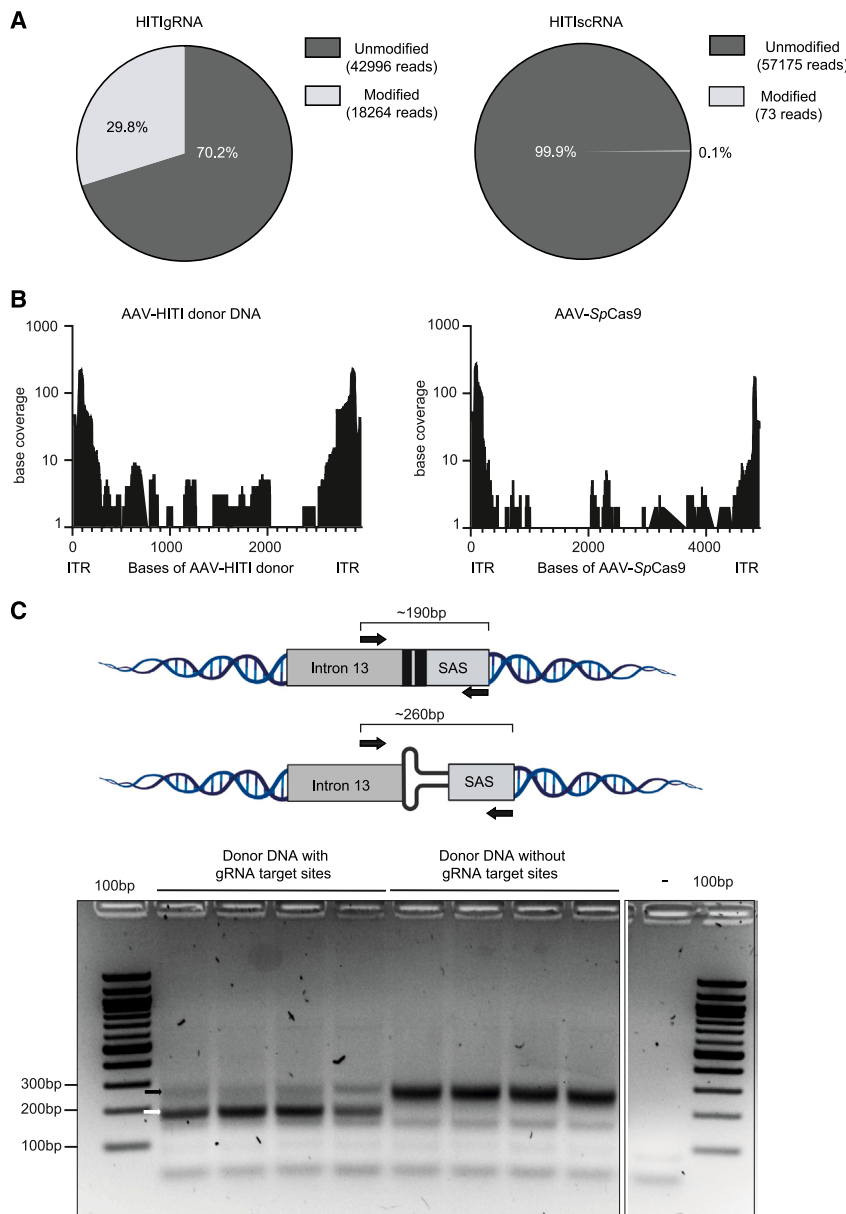 A
HITIgRNA
Unmodified
(42996 reads)
Modified
(18264 reads)
29.8%
70.2%
HITIscRNA
Unmodified
(57175 reads)
Modified
(73 reads)
99.9%
0.1%
B
AAV-HITI donor DNA
base coverage
1000
100
10
1
0
1000
2000
ITR
Bases of AAV-HITI donor
ITR
AAV-SpCas9
base coverage
1000
100
10
1
0
2000
4000
ITR
Bases of AAV-SpCas9
ITR
C
~190bp
Intron 13
SAS
~260bp
Intron 13
SAS
100bp
Donor DNA with
gRNA target sites
Donor DNA without
gRNA target sites
-
100bp
300bp
200bp
100bp